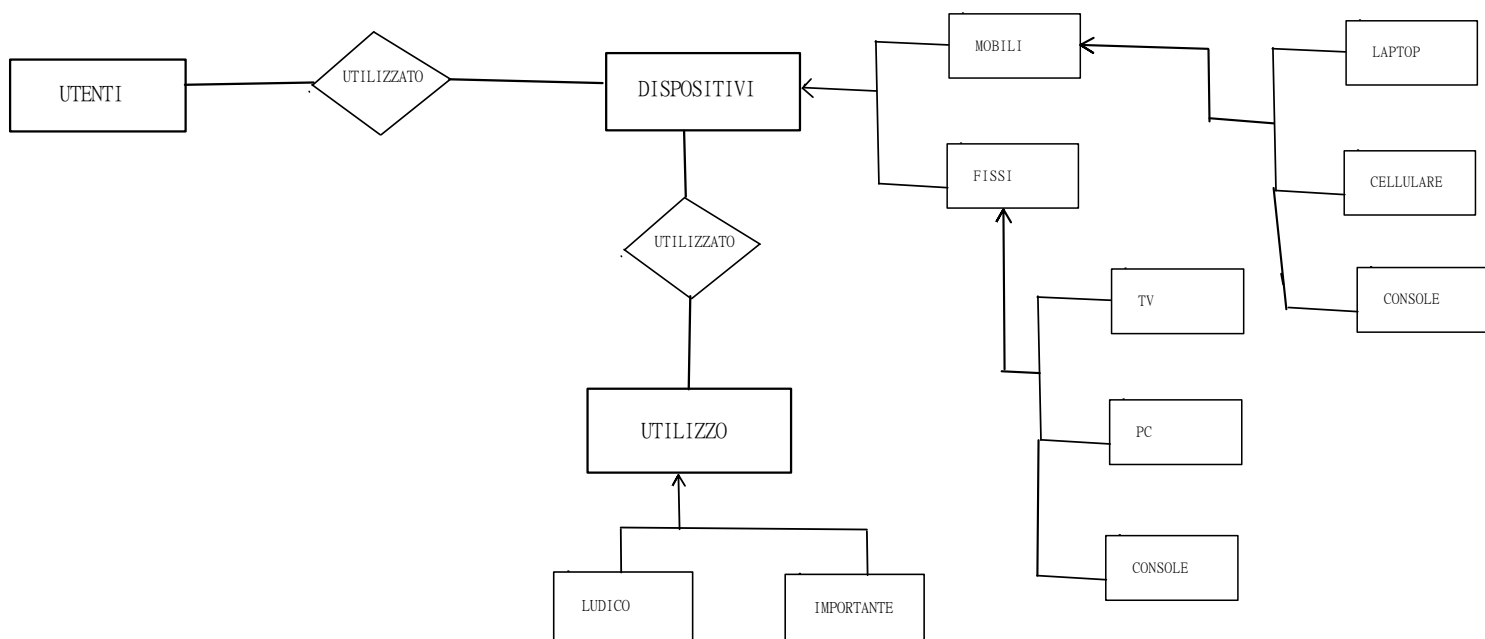 UTENTI
UTILIZZATO
DISPOSITIVI
MOBILI
LAPTOP
FISSI
CELLULARE
UTILIZZATO
TV
CONSOLE
UTILIZZO
PC
CONSOLE
LUDICO
IMPORTANTE